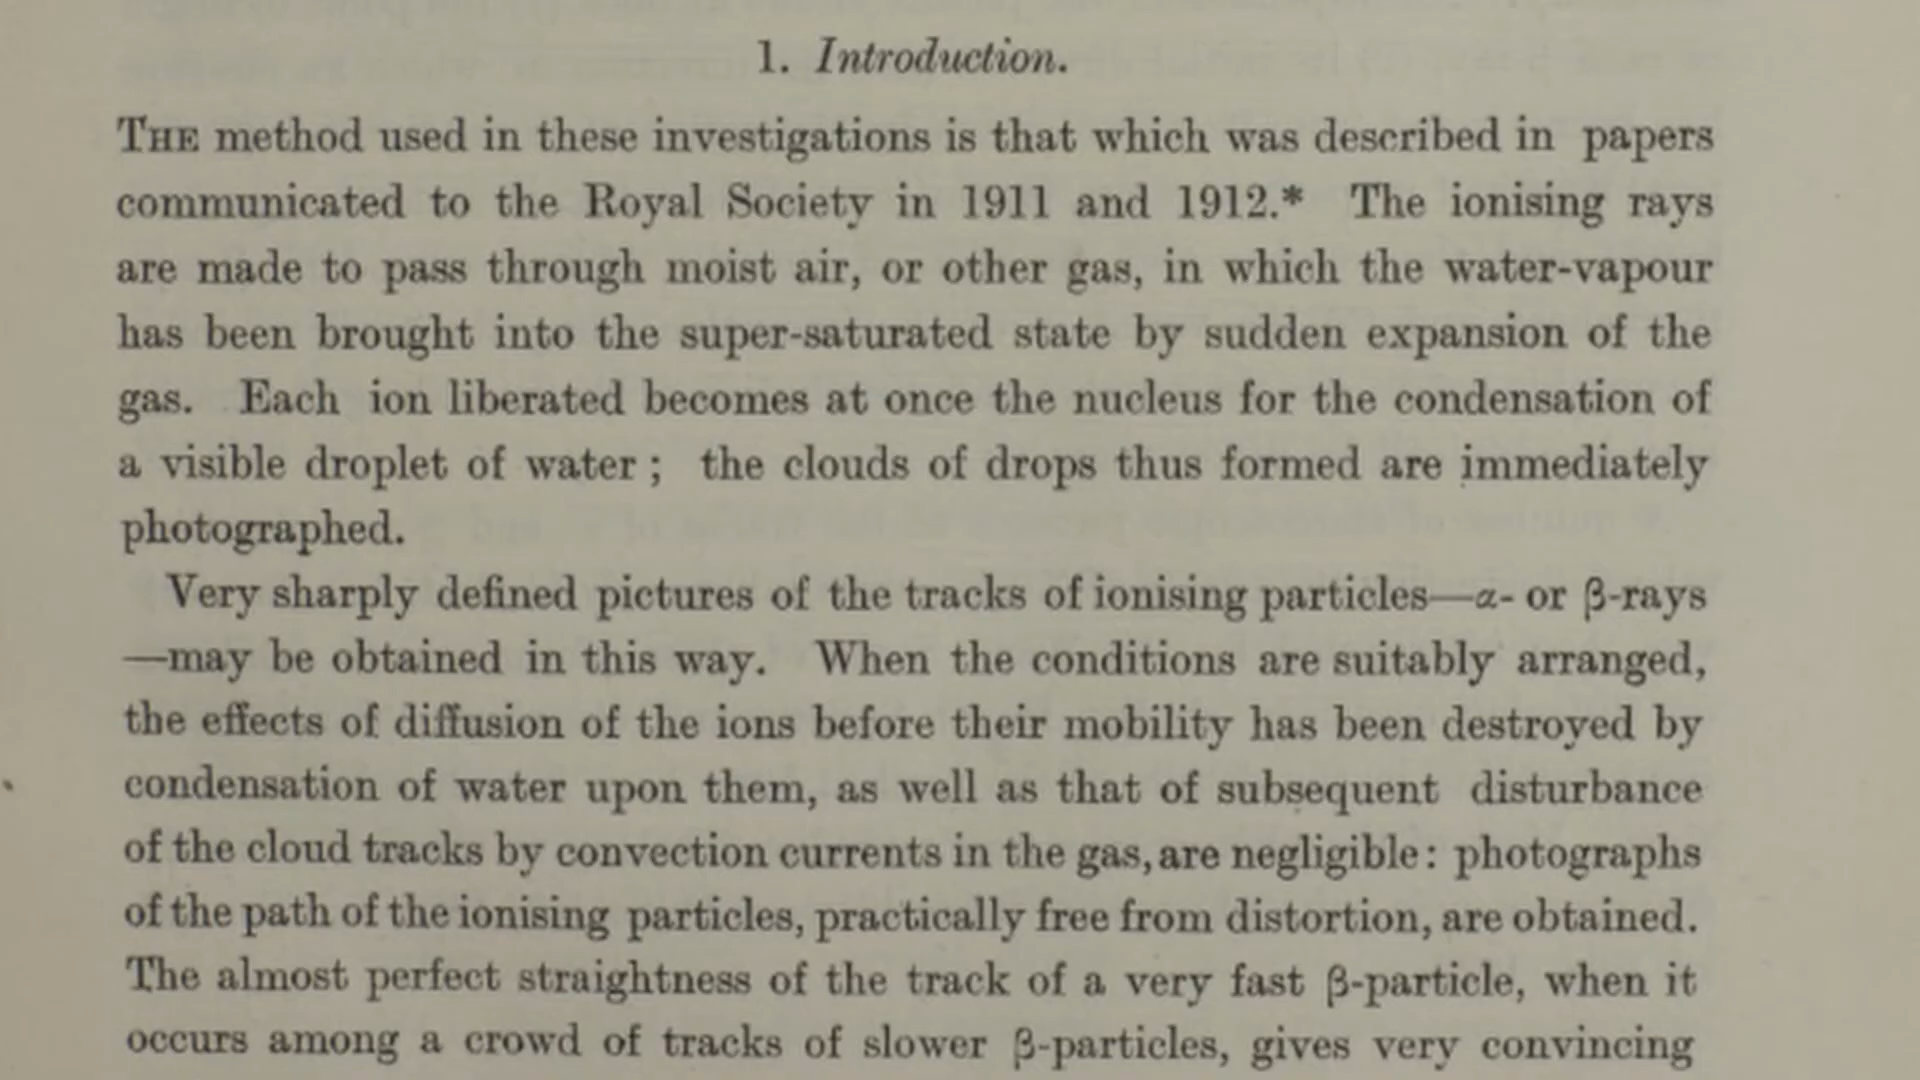 1. Introduction.
THE method used in these investigations is that which was described in papers
communicated to the Royal Society in 1911 and 1912.* The ionising rays
are made to pass through moist air, or other gas, in which the water-vapour
has been brought into the super-saturated state by sudden expansion of the
gas. Each ion liberated becomes at once the nucleus for the condensation of
a visible droplet of water; the clouds of drops thus formed are immediately
photographed.
Very sharply defined pictures of the tracks of ionising particles—α- or β-rays
—may be obtained in this way. When the conditions are suitably arranged,
the effects of diffusion of the ions before their mobility has been destroyed by
condensation of water upon them, as well as that of subsequent disturbance
of the cloud tracks by convection currents in the gas, are negligible: photographs
of the path of the ionising particles, practically free from distortion, are obtained.
The almost perfect straightness of the track of a very fast β-particle, when it
occurs among a crowd of tracks of slower β-particles, gives very convincing